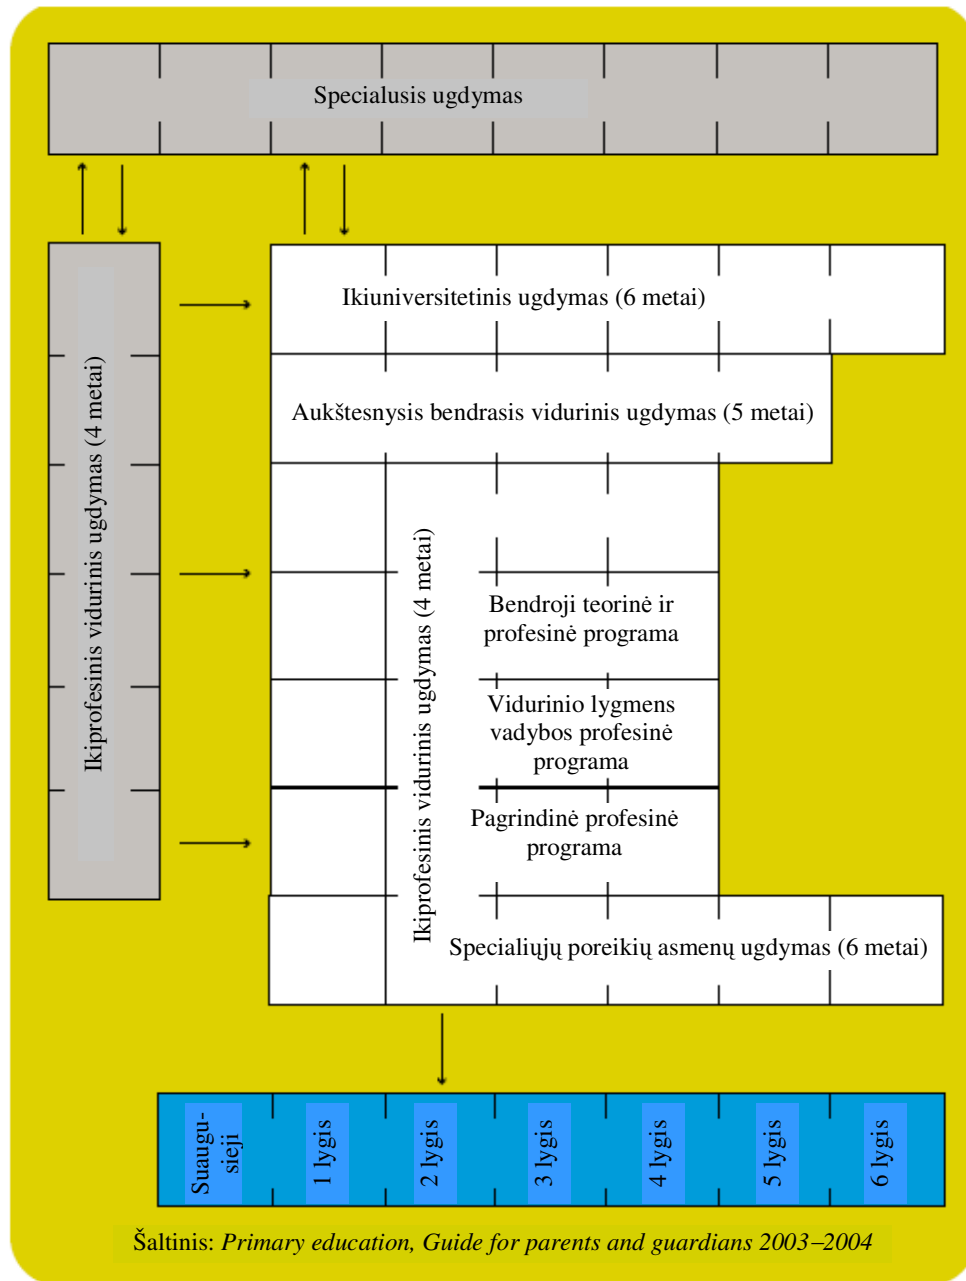 Specialusis ugdymas
Ikiprofesinis vidurinis ugdymas (4 metai)
Ikiuniversitetinis ugdymas (6 metai)
Aukštesnysis bendrasis vidurinis ugdymas (5 metai)
Ikiprofesinis vidurinis ugdymas (4 metai)
Bendroji teorinė ir
profesinė programa
Vidurinio lygmens
vadybos profesinė
programa
Pagrindinė profesinė
programa
Specialiųjų poreikių asmenų ugdymas (6 metai)
Suaugu-
sieji
1 lygis
2 lygis
3 lygis
4 lygis
5 lygis
6 lygis
Šaltinis: Primary education, Guide for parents and guardians 2003–2004